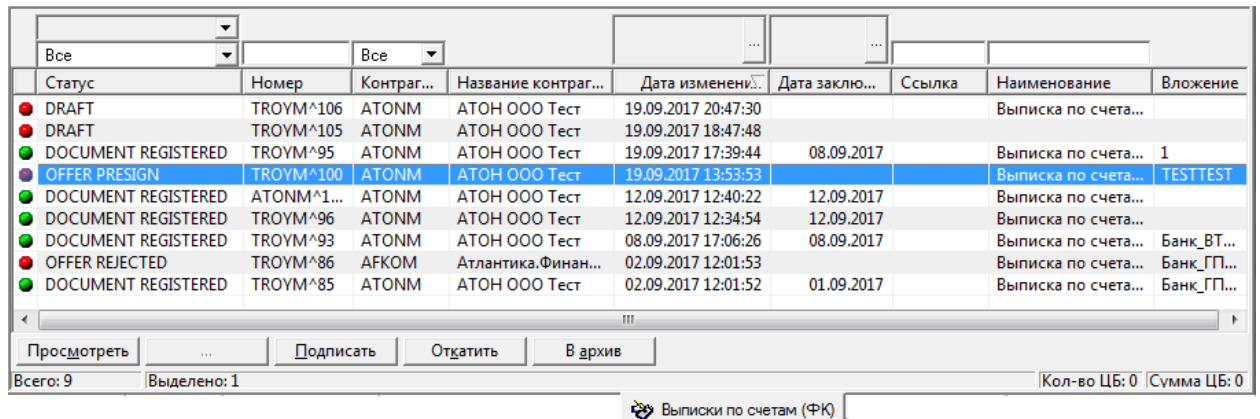 ...
...
Все Все
Статус Номер Контраг... Название контраг... Дата изменени... Дата заклю... Ссылка Наименование Вложение
DRAFT TROYM^106 ATONM АТОН ООО Тест 19.09.2017 20:47:30 Выписка по счета...
DRAFT TROYM^105 ATONM АТОН ООО Тест 19.09.2017 18:47:48
DOCUMENT REGISTERED TROYM^95 ATONM АТОН ООО Тест 19.09.2017 17:39:44 08.09.2017 Выписка по счета... 1
OFFER PRESIGN TROYM^100 ATONM АТОН ООО Тест 19.09.2017 13:53:53 Выписка по счета... TESTTEST
DOCUMENT REGISTERED ATONM^1... ATONM АТОН ООО Тест 12.09.2017 12:40:22 12.09.2017 Выписка по счета...
DOCUMENT REGISTERED TROYM^96 ATONM АТОН ООО Тест 12.09.2017 12:34:54 12.09.2017 Выписка по счета...
DOCUMENT REGISTERED TROYM^93 ATONM АТОН ООО Тест 08.09.2017 17:06:26 08.09.2017 Выписка по счета... Банк_ВТ...
OFFER REJECTED TROYM^86 AFKOM Атлантика.Финан... 02.09.2017 12:01:53 Выписка по счета... Банк_ГП...
DOCUMENT REGISTERED TROYM^85 ATONM АТОН ООО Тест 02.09.2017 12:01:52 01.09.2017 Выписка по счета... Банк_ГП...
Просмотреть ... Подписать Откатить В архив
Всего: 9 Выделено: 1 Кол-во ЦБ: 0 Сумма ЦБ: 0
Выписки по счетам (ФК)